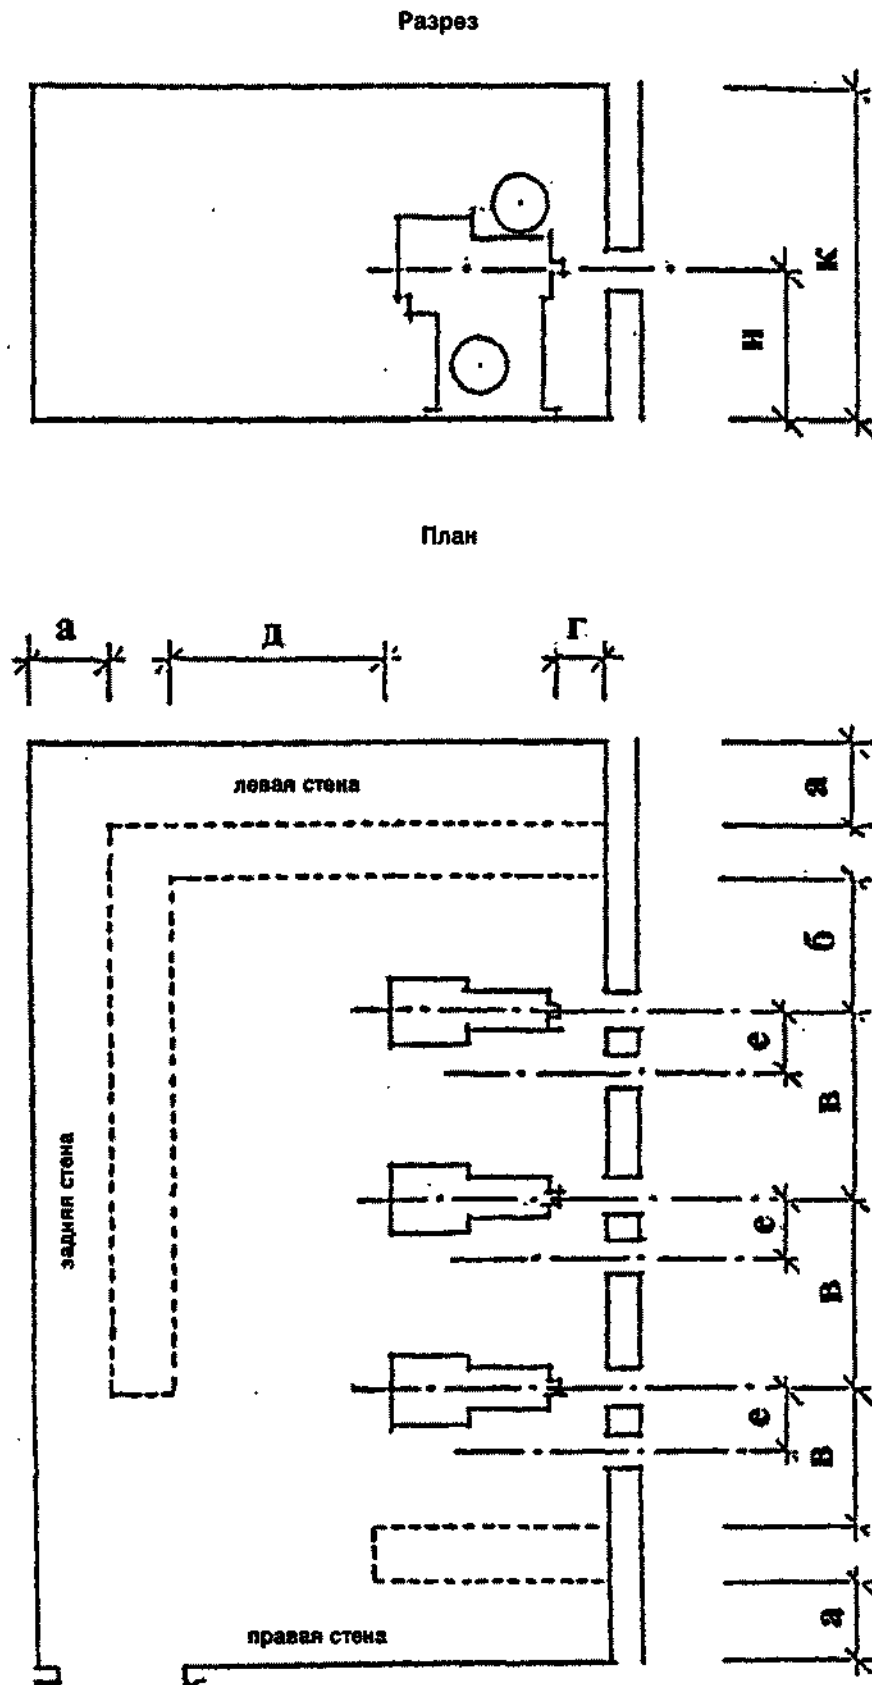 Разрез
К
И
План
а
Д
Г
левая стена
а
б
е
В
задняя стена
е
В
е
В
а
правая стена